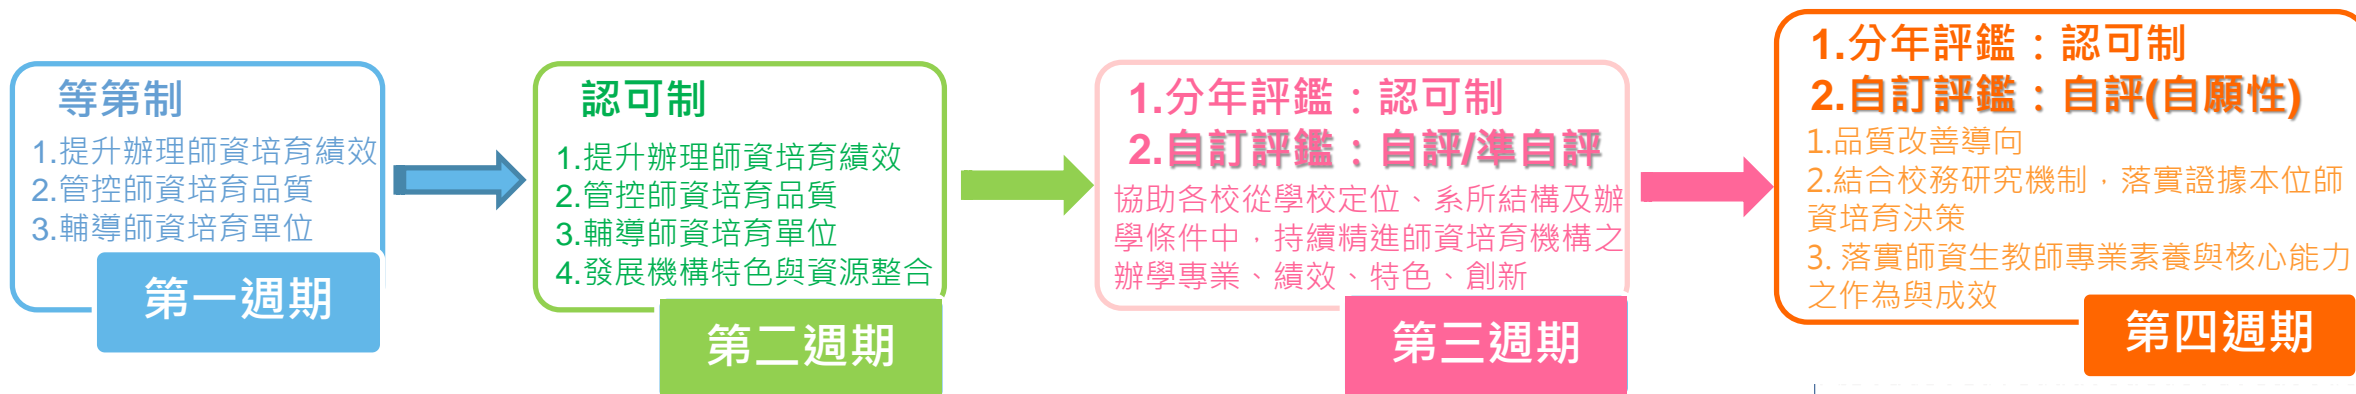 等第制
1.提升辦理師資培育績效
2.管控師資培育品質
3.輔導師資培育單位
第一週期
認可制
1.提升辦理師資培育績效
2.管控師資培育品質
3.輔導師資培育單位
4.發展機構特色與資源整合
第二週期
1.分年評鑑：認可制
2.自訂評鑑：自評/準自評
協助各校從學校定位、系所結構及辦
學條件中，持續精進師資培育機構之
辦學專業、績效、特色、創新
第三週期
1.分年評鑑：認可制
2.自訂評鑑：自評(自願性)
1.品質改善導向
2.結合校務研究機制，落實證據本位師
資培育決策
3. 落實師資生教師專業素養與核心能力
之作為與成效
第四週期